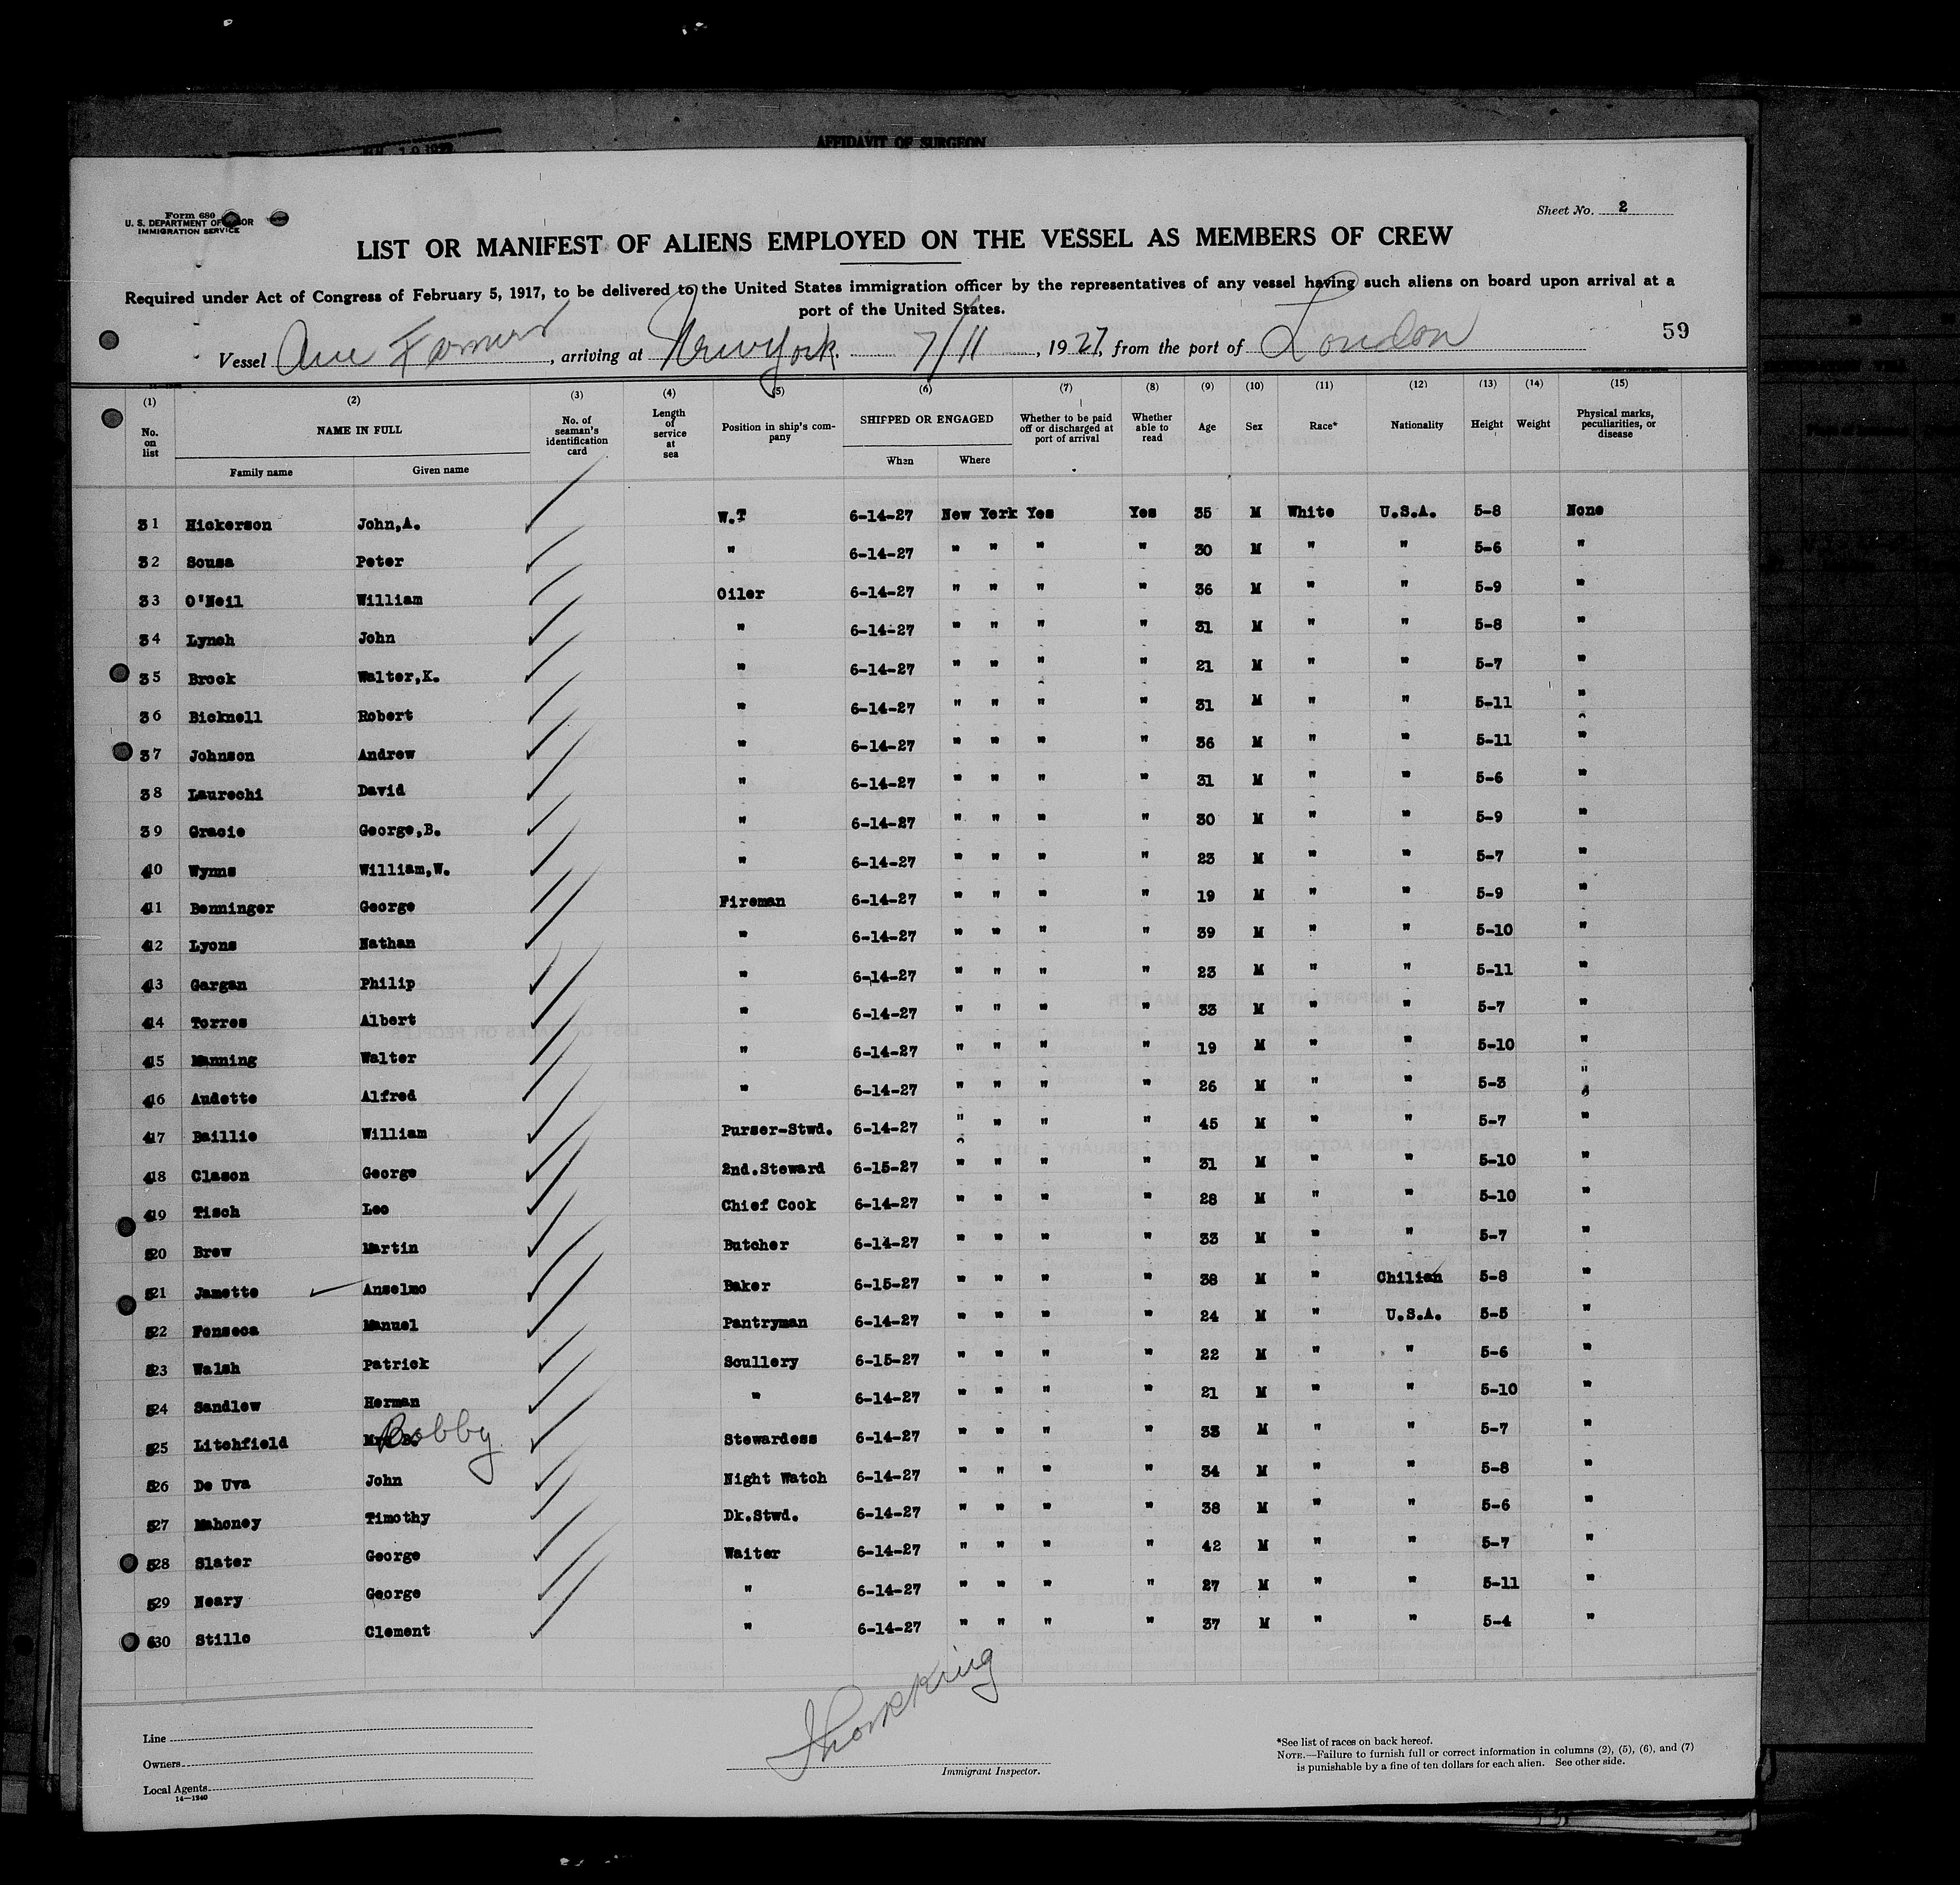 AFFIDAVIT OF SURGEON
Form 680
U. S. DEPARTMENT OF LABOR
IMMIGRATION SERVICE
Sheet No. 2
LIST OR MANIFEST OF ALIENS EMPLOYED ON THE VESSEL AS MEMBERS OF CREW
Required under Act of Congress of February 5, 1917, to be delivered to the United States immigration officer by the representatives of any vessel having such aliens on board upon arrival at a
port of the United States.
59
Vessel , arriving at New York. 7/11, 1927, from the port of London
(1) (2) (3) (4) (5) (6) (7) (8) (9) (10) (11) (12) (13) (14) (15)
No. on list NAME IN FULL Family name Given name No. of seaman's identification card Length of service at sea Position in ship's company SHIPPED OR ENGAGED When Where Whether to be paid off or discharged at port of arrival Whether able to read Age Sex Race* Nationality Height Weight Physical marks, peculiarities, or disease
31 Hickerson John,A. W.T 6-14-27 New York Yes Yes 35 M White U.S.A. 5-8 None
32 Sousa Peter " 6-14-27 " " " " 30 M " " 5-6 "
33 O'Neil William Oiler 6-14-27 " " " " 36 M " " 5-9 "
34 Lynch John " 6-14-27 " " " " 31 M " " 5-8 "
35 Brock Walter,K. " 6-14-27 " " " " 21 M " " 5-7 "
36 Bicknell Robert " 6-14-27 " " " " 31 M " " 5-11 "
37 Johnson Andrew " 6-14-27 " " " " 36 M " " 5-11 "
38 Laurechi David " 6-14-27 " " " " 31 M " " 5-6 "
39 Gracie George,B. " 6-14-27 " " " " 30 M " " 5-9 "
40 Wynns William,W. " 6-14-27 " " " " 23 M " " 5-7 "
41 Benninger George Fireman 6-14-27 " " " " 19 M " " 5-9 "
42 Lyons Nathan " 6-14-27 " " " " 39 M " " 5-10 "
43 Gargan Philip " 6-14-27 " " " " 23 M " " 5-11 "
44 Torres Albert " 6-14-27 " " " " 33 M " " 5-7 "
45 Manning Walter " 6-14-27 " " " " 19 M " " 5-10 "
46 Audette Alfred " 6-14-27 " " " " 26 M " " 5-3 "
47 Baillie William Purser-Stwd. 6-14-27 " " " " 45 M " " 5-7 "
48 Clason George 2nd.Steward 6-15-27 " " " " 31 M " " 5-10 "
49 Tisch Leo Chief Cook 6-14-27 " " " " 28 M " " 5-10 "
50 Brew Martin Butcher 6-14-27 " " " " 33 M " " 5-7 "
51 Jamette Anselmo Baker 6-15-27 " " " " 38 M " Chilian 5-8 "
52 Fonseca Manuel Pantryman 6-14-27 " " " " 24 M " U.S.A. 5-5 "
53 Walsh Patrick Scullery 6-15-27 " " " " 22 M " " 5-6 "
54 Sandlew Herman " 6-14-27 " " " " 21 M " " 5-10 "
55 Litchfield Mrs B. Bobby Stewardess 6-14-27 " " " " 33 M " " 5-7 "
56 De Uva John Night Watch 6-14-27 " " " " 34 M " " 5-8 "
57 Mahoney Timothy Dk.Stwd. 6-14-27 " " " " 38 M " " 5-6 "
58 Slater George Waiter 6-14-27 " " " " 42 M " " 5-7 "
59 Neary George " 6-14-27 " " " " 27 M " " 5-11 "
60 Stillo Clement " 6-14-27 " " " " 37 M " " 5-4 "
Line
Owners
Local Agents
14—1240
Immigrant Inspector.
*See list of races on back hereof.
NOTE.—Failure to furnish full or correct information in columns (2), (5), (6), and (7)
is punishable by a fine of ten dollars for each alien. See other side.